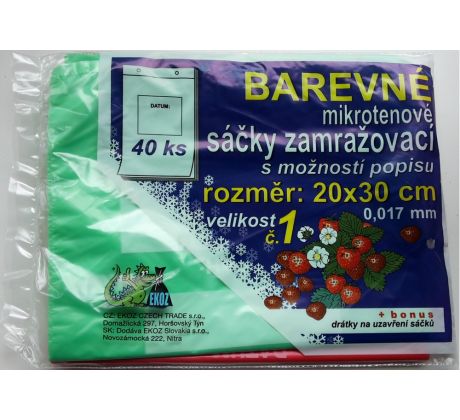 BAREVNÉ
mikrotenové
sáčky zamražovací
s možností popisu
rozměr: 20x30 cm
velikost 0,017 mm
č.1
DATUM:
40 ks
EKOZ
CZ: EKOZ CZECH TRADE s.r.o.,
Domažlická 297, Horšovský Týn
SK: Dodáva EKOZ Slovakia s.r.o.,
Novozámocká 222, Nitra
+ bonus
drátky na uzavření sáčků